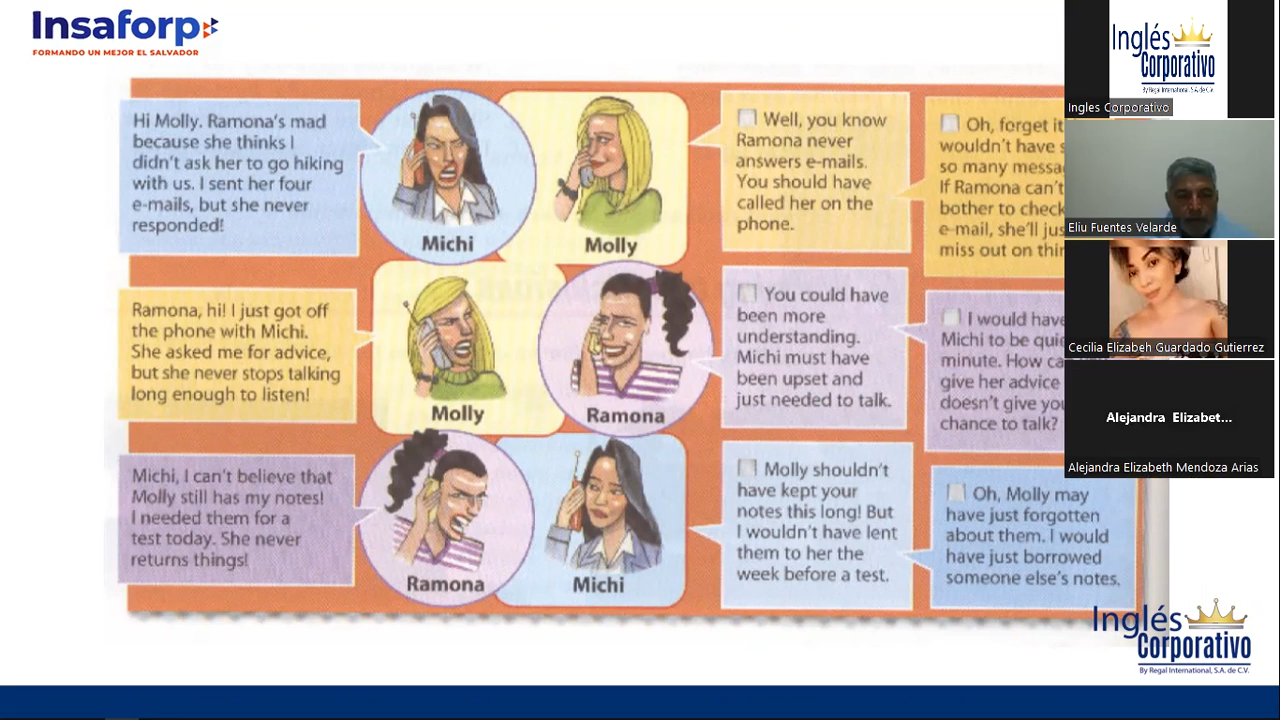 Insaforp
FORMANDO UN MEJOR EL SALVADOR
Hi Molly. Ramona's mad
because she thinks I
didn't ask her to go hiking
with us. I sent her four
e-mails, but she never
responded!
Michi
Molly
Well, you know
Ramona never
answers e-mails.
You should have
called her on the
phone.
Oh, forget it
wouldn't have
so many
If Ramona can't
bother to check
e-mail, she'll
miss out on
Ramona, hi! I just got off
the phone with Michi.
She asked me for advice,
but she never stops talking
long enough to listen!
Molly
Ramona
You could have
been more
understanding.
Michi must have
been upset and
just needed to talk.
I would have
Michi to be
minute. How
give her advice
doesn't give
chance to talk?
Michi, I can't believe that
Molly still has my notes!
I needed them for a
test today. She never
returns things!
Ramona
Michi
Molly shouldn't
have kept your
notes this long! But
I wouldn't have lent
them to her the
week before a test.
Oh, Molly may
have just forgotten
about them. I would
have just borrowed
someone else's notes.
Inglés
Corporativo
By Regal International, S.A. de C.V.
Ingles Corporativo
Eliu Fuentes Velarde
Cecilia Elizabeh Guardado Gutierrez
Alejandra Elizabet...
Alejandra Elizabeth Mendoza Arias
Inglés
Corporativo
By Regal International, S.A. de C.V.